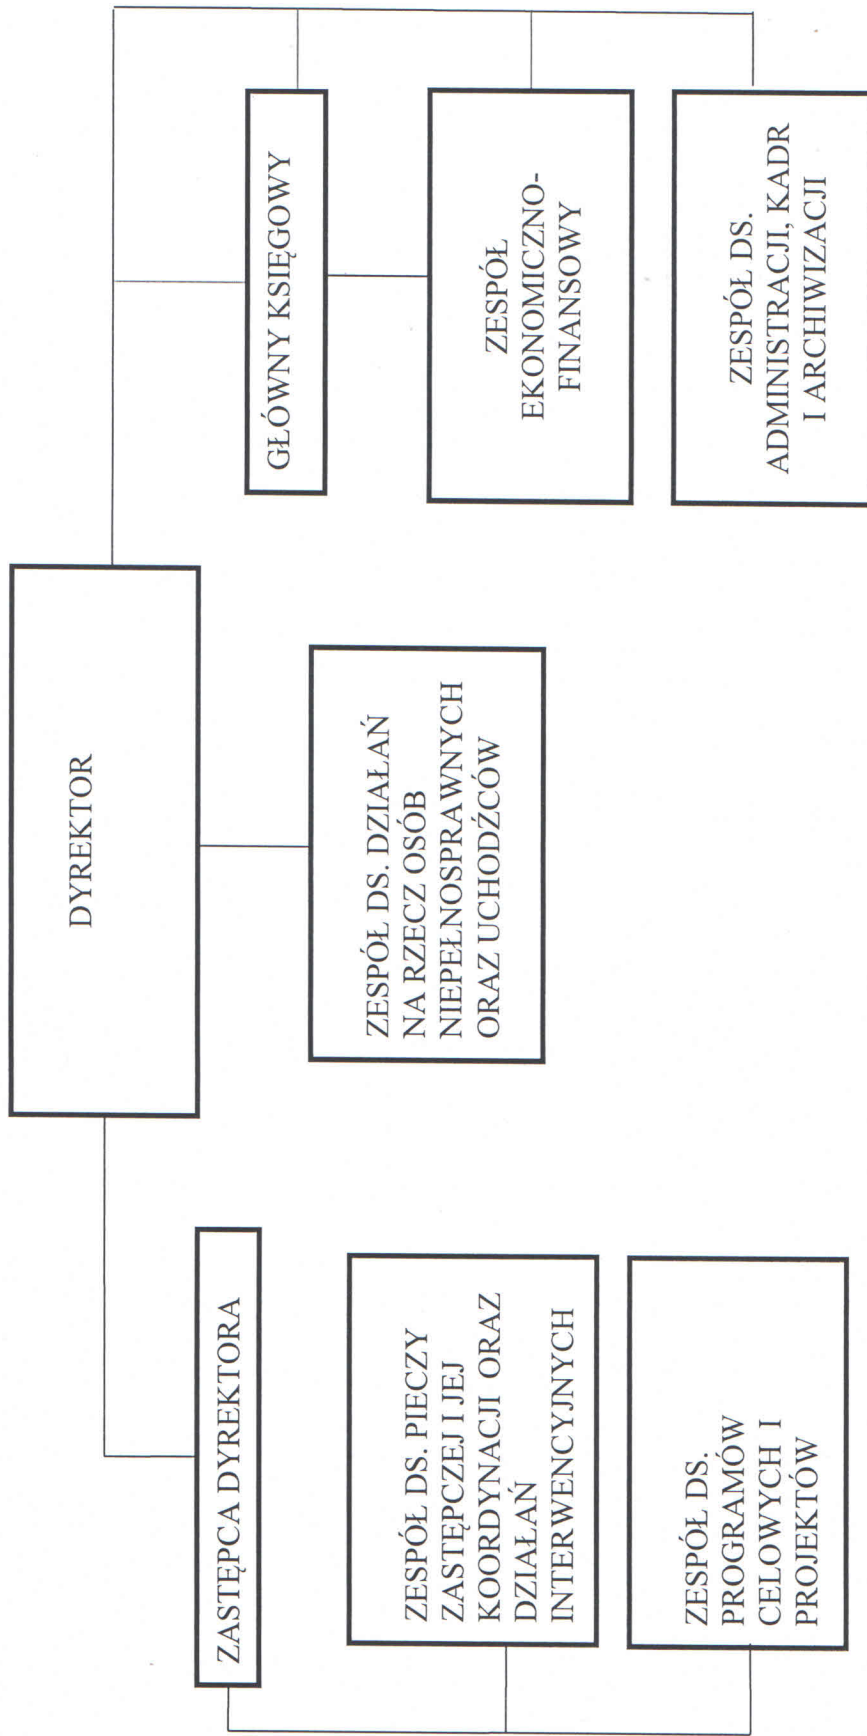 DYREKTOR
ZASTĘPCA DYREKTORA
ZESPÓŁ DS. PIECZY
ZASTĘPCZEJ I JEJ
KOORDYNACJI ORAZ
DZIAŁAŃ
INTERWENCYJNYCH
ZESPÓŁ DS.
PROGRAMÓW
CELOWYCH I
PROJEKTÓW
ZESPÓŁ DS. DZIAŁAŃ
NA RZECZ OSÓB
NIEPEŁNOSPRAWNYCH
ORAZ UCHODŹCÓW
GŁÓWNY KSIĘGOWY
ZESPÓŁ
EKONOMICZNO-
FINANSOWY
ZESPÓŁ DS.
ADMINISTRACJI, KADR
I ARCHIWIZACJI